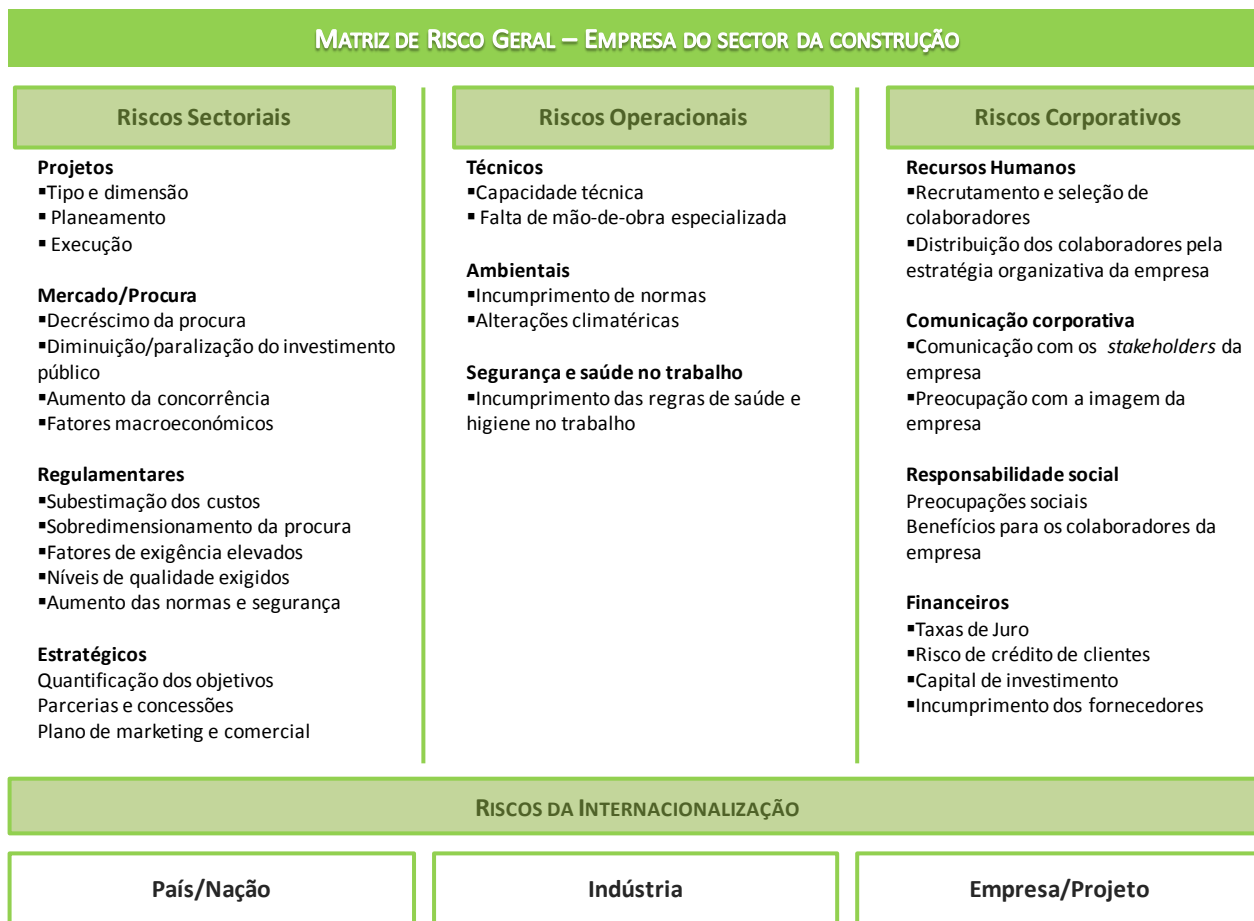 MATRIZ DE RISCO GERAL – EMPRESA DO SECTOR DA CONSTRUÇÃO
Riscos Sectoriais
Projetos
▪Tipo e dimensão
▪ Planeamento
▪ Execução
Mercado/Procura
▪Decréscimo da procura
▪Diminuição/paralização do investimento
público
▪Aumento da concorrência
▪Fatores macroeconómicos
Regulamentares
▪Subestimação dos custos
▪Sobredimensionamento da procura
▪Fatores de exigência elevados
▪Níveis de qualidade exigidos
▪Aumento das normas e segurança
Estratégicos
Quantificação dos objetivos
Parcerias e concessões
Plano de marketing e comercial
Riscos Operacionais
Técnicos
▪Capacidade técnica
▪ Falta de mão-de-obra especializada
Ambientais
▪Incumprimento de normas
▪Alterações climatéricas
Segurança e saúde no trabalho
▪Incumprimento das regras de saúde e
higiene no trabalho
Riscos Corporativos
Recursos Humanos
▪Recrutamento e seleção de
colaboradores
▪Distribuição dos colaboradores pela
estratégia organizativa da empresa
Comunicação corporativa
▪Comunicação com os stakeholders da
empresa
▪Preocupação com a imagem da
empresa
Responsabilidade social
Preocupações sociais
Benefícios para os colaboradores da
empresa
Financeiros
▪Taxas de Juro
▪Risco de crédito de clientes
▪Capital de investimento
▪Incumprimento dos fornecedores
RISCOS DA INTERNACIONALIZAÇÃO
País/Nação
Indústria
Empresa/Projeto